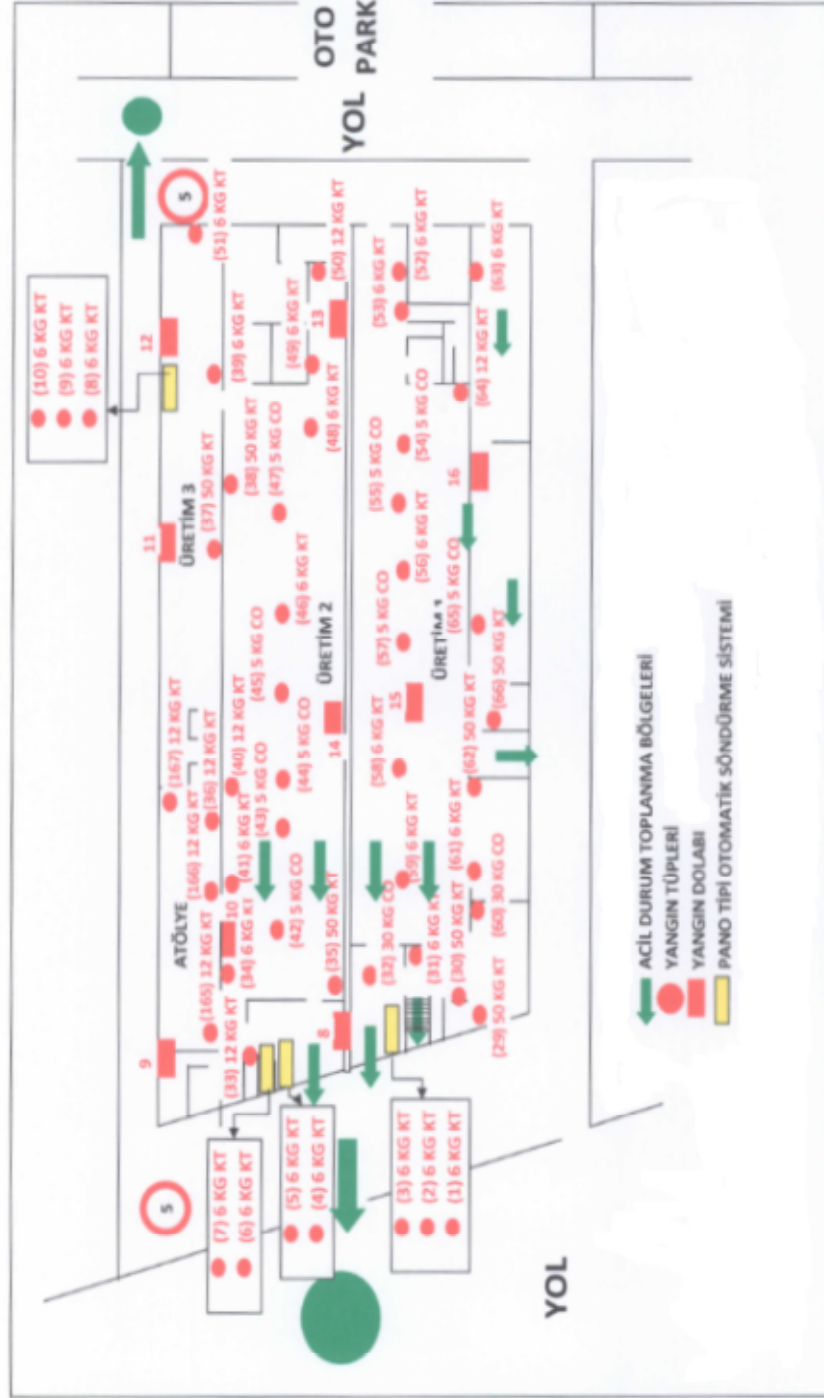 (10) 6 KG KT
(9) 6 KG KT
(8) 6 KG KT
OTO
PARK
YOL
5
12
(51) 6 KG KT
11
ÜRETİM 3
(37) 50 KG KT
(38) 50 KG KT
(39) 6 KG KT
(47) 5 KG CO
(48) 6 KG KT
(49) 6 KG KT
13
(50) 12 KG KT
(167) 12 KG KT
(36) 12 KG KT
(40) 12 KG KT
(166) 12 KG KT
(41) 6 KG KT
(43) 5 KG CO
(44) 5 KG CO
(45) 5 KG CO
(46) 6 KG KT
ÜRETİM 2
14
ATÖLYE
(165) 12 KG KT
10
(34) 6 KG KT
(42) 5 KG CO
(35) 50 KG KT
9
(33) 12 KG KT
8
(53) 6 KG KT
(52) 6 KG KT
(63) 6 KG KT
(64) 12 KG KT
(54) 5 KG CO
(55) 5 KG CO
(56) 6 KG KT
(57) 5 KG CO
ÜRETİM 1
16
(65) 5 KG CO
(66) 50 KG KT
15
(58) 6 KG KT
(62) 50 KG KT
(59) 6 KG KT
(61) 6 KG KT
(60) 30 KG CO
(32) 30 KG CO
(31) 6 KG KT
(30) 50 KG KT
(29) 50 KG KT
5
(7) 6 KG KT
(6) 6 KG KT
(5) 6 KG KT
(4) 6 KG KT
(3) 6 KG KT
(2) 6 KG KT
(1) 6 KG KT
YOL
ACİL DURUM TOPLANMA BÖLGELERİ
YANGIN TÜPLERİ
YANGIN DOLABI
PANO TİPİ OTOMATİK SÖNDÜRME SİSTEMİ